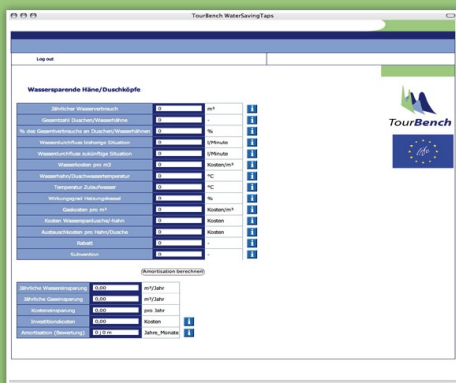 TourBench WaterSavingTaps
Log out
Wassersparende Häne/Duschköpfe
Jährlicher Wasserverbrauch 0 m³ i
Gesamtzahl Duschen/Wasserhähne 0 - i
% des Gesamtverbrauchs an Duschen/Wasserhähnen 0 % i
Wasserdurchfluss bisherige Situation 0 l/Minute i
Wasserdurchfluss zukünftige Situation 0 l/Minute i
Wasserkosten pro m3 0 Kosten/m³ i
Wasserhahn/Duschwassertemperatur 0 °C i
Temperatur Zulaufwasser 0 °C i
Wirkungsgrad Heizungskessel 0 % i
Gaskosten pro m³ 0 Kosten/m³ i
Kosten Wasserspardusche/-hahn 0 Kosten i
Austauschkosten pro Hahn/Dusche 0 Kosten i
Rabatt 0 - i
Subvention 0 - i
Amortisation berechnen
Jährliche Wassereinsparung 0,00 m³/Jahr
Jährliche Gaseinsparung 0,00 m³/Jahr
Kosteneinsparung 0,00 pro Jahr
Investitionskosten 0,00 Kosten i
Amortisation (Bewertung) 0 j 0 m Jahre_Monate i
TourBench
life